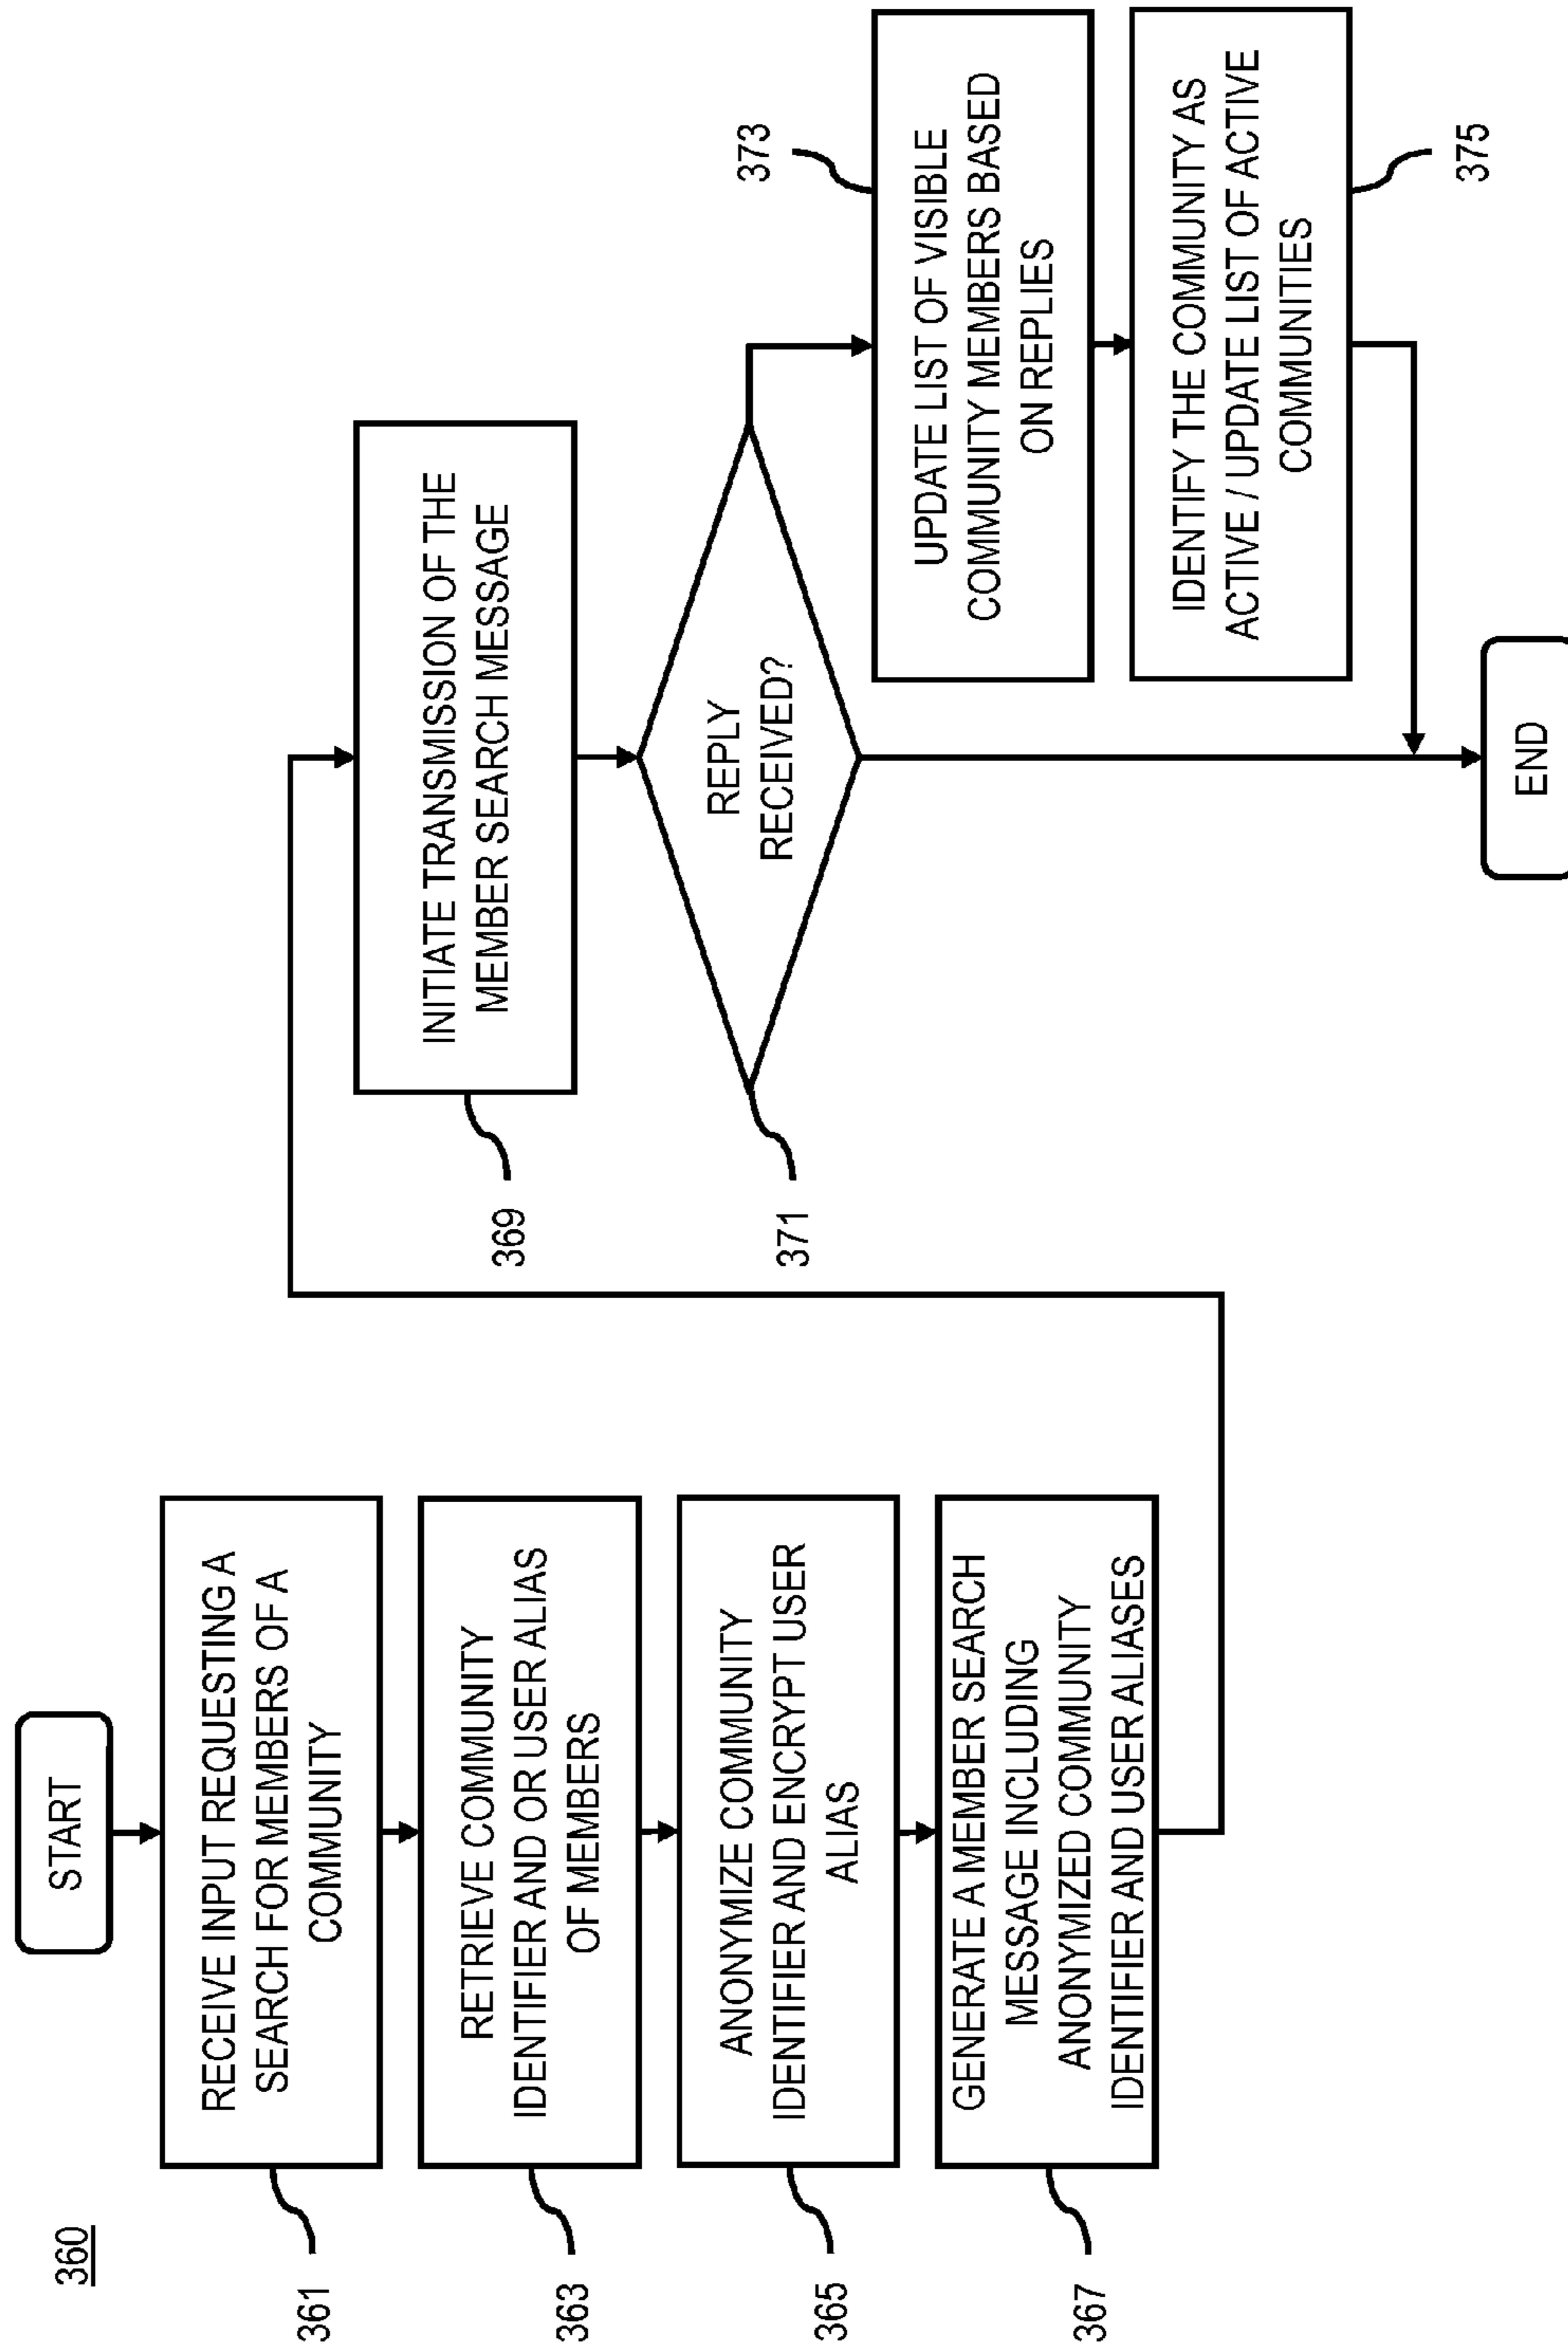 360
START
361
RECEIVE INPUT REQUESTING A
SEARCH FOR MEMBERS OF A
COMMUNITY
363
RETRIEVE COMMUNITY
IDENTIFIER AND OR USER ALIAS
OF MEMBERS
365
ANONYMIZE COMMUNITY
IDENTIFIER AND ENCRYPT USER
ALIAS
367
GENERATE A MEMBER SEARCH
MESSAGE INCLUDING
ANONYMIZED COMMUNITY
IDENTIFIER AND USER ALIASES
369
INITIATE TRANSMISSION OF THE
MEMBER SEARCH MESSAGE
371
REPLY
RECEIVED?
373
UPDATE LIST OF VISIBLE
COMMUNITY MEMBERS BASED
ON REPLIES
375
IDENTIFY THE COMMUNITY AS
ACTIVE / UPDATE LIST OF ACTIVE
COMMUNITIES
END